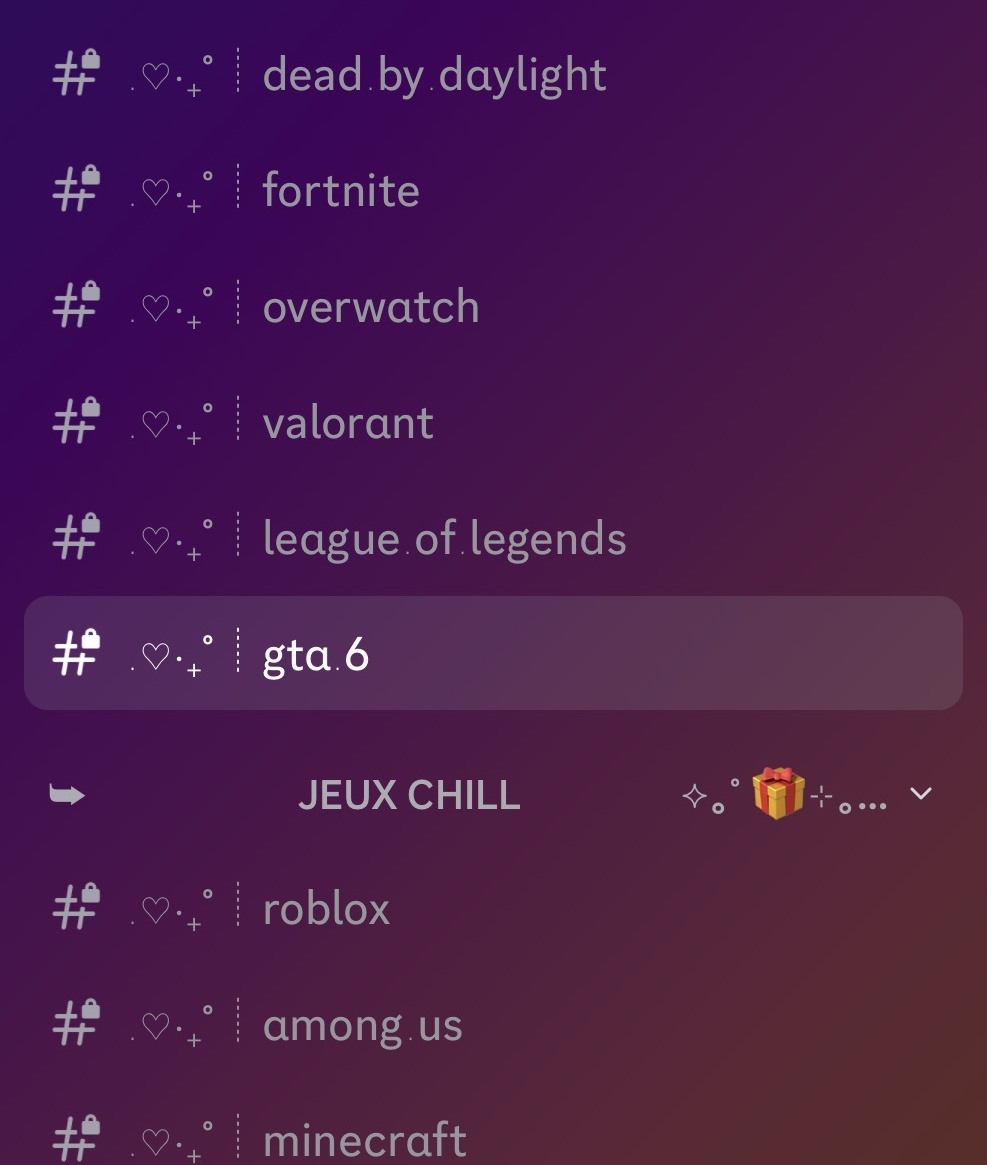 .♡‧₊˚ ┊ dead.by.daylight
.♡‧₊˚ ┊ fortnite
.♡‧₊˚ ┊ overwatch
.♡‧₊˚ ┊ valorant
.♡‧₊˚ ┊ league.of.legends
.♡‧₊˚ ┊ gta.6
➥ JEUX CHILL ✧｡˚🎁⊹｡...
.♡‧₊˚ ┊ roblox
.♡‧₊˚ ┊ among.us
.♡‧₊˚ ┊ minecraft